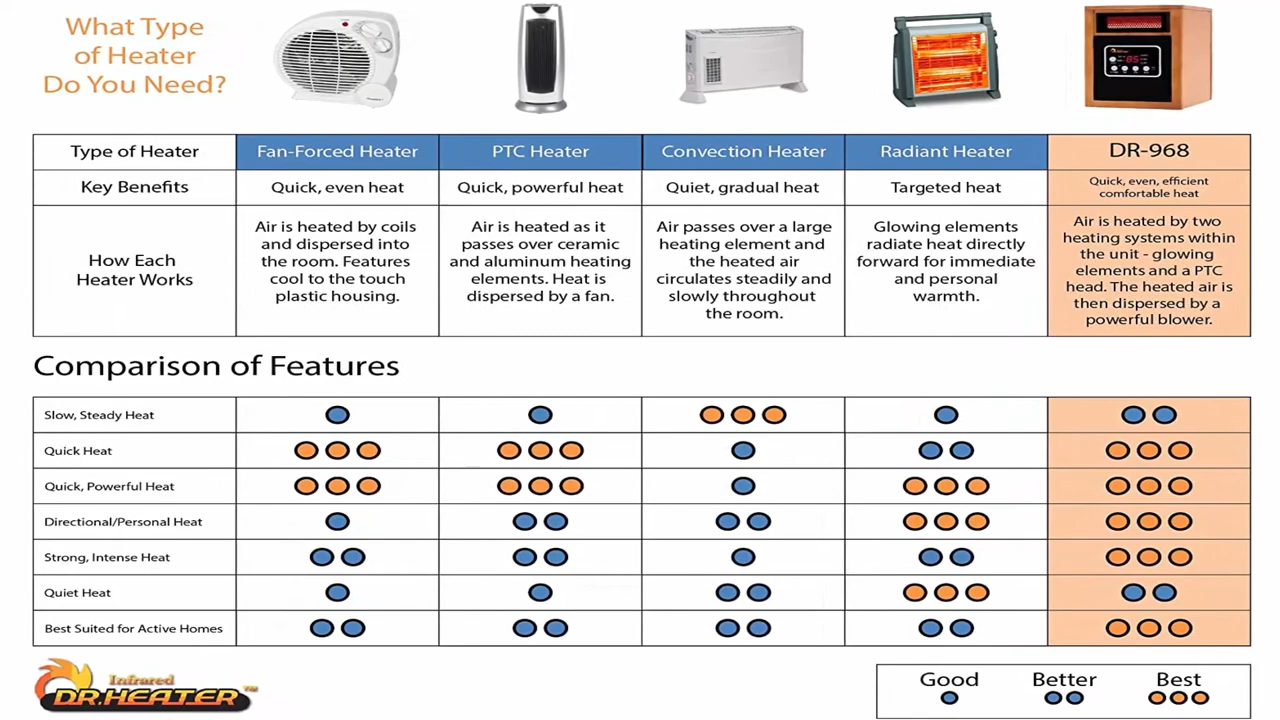 What Type
of Heater
Do You Need?
Type of Heater
Fan-Forced Heater
PTC Heater
Convection Heater
Radiant Heater
DR-968
Key Benefits
Quick, even heat
Quick, powerful heat
Quiet, gradual heat
Targeted heat
Quick, even, efficient
comfortable heat
How Each
Heater Works
Air is heated by coils
and dispersed into
the room. Features
cool to the touch
plastic housing.
Air is heated as it
passes over ceramic
and aluminum heating
elements. Heat is
dispersed by a fan.
Air passes over a large
heating element and
the heated air
circulates steadily and
slowly throughout
the room.
Glowing elements
radiate heat directly
forward for immediate
and personal
warmth.
Air is heated by two
heating systems within
the unit - glowing
elements and a PTC
head. The heated air is
then dispersed by a
powerful blower.
Comparison of Features
Slow, Steady Heat
Quick Heat
Quick, Powerful Heat
Directional/Personal Heat
Strong, Intense Heat
Quiet Heat
Best Suited for Active Homes
Infrared
DR. HEATER™
Good
Better
Best